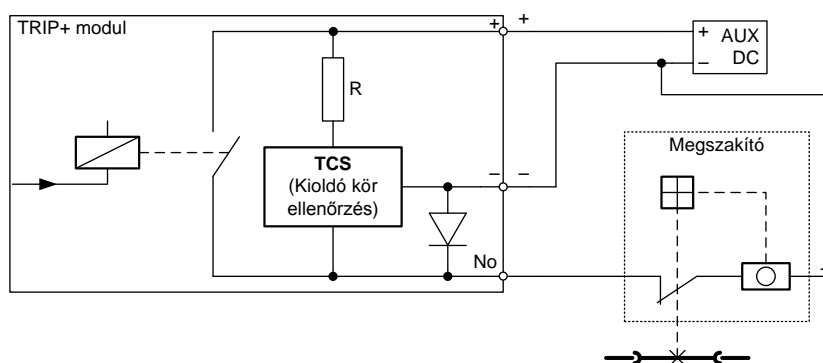 TRIP+ modul
+
+
+
AUX
DC
–
R
TCS
(Kioldó kör
ellenőrzés)
–
–
Megszakító
No
-